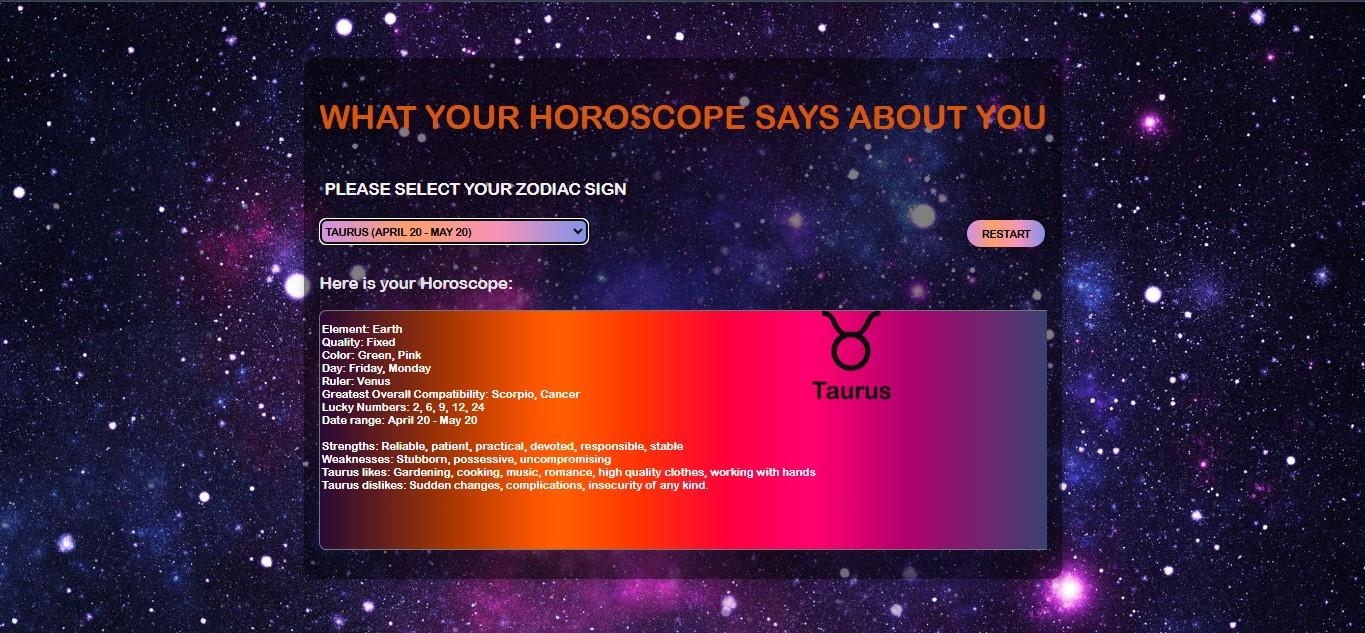 WHAT YOUR HOROSCOPE SAYS ABOUT YOU
PLEASE SELECT YOUR ZODIAC SIGN
TAURUS (APRIL 20 - MAY 20)
RESTART
Here is your Horoscope:
Element: Earth
Quality: Fixed
Color: Green, Pink
Day: Friday, Monday
Ruler: Venus
Greatest Overall Compatibility: Scorpio, Cancer
Lucky Numbers: 2, 6, 9, 12, 24
Date range: April 20 - May 20
Strengths: Reliable, patient, practical, devoted, responsible, stable
Weaknesses: Stubborn, possessive, uncompromising
Taurus likes: Gardening, cooking, music, romance, high quality clothes, working with hands
Taurus dislikes: Sudden changes, complications, insecurity of any kind.
Taurus